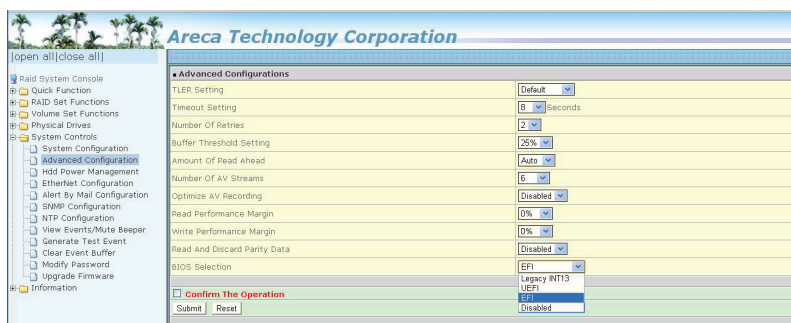 Areca Technology Corporation
|open all|close all|
Raid System Console
Quick Function
RAID Set Functions
Volume Set Functions
Physical Drives
System Controls
System Configuration
Advanced Configuration
Hdd Power Management
EtherNet Configuration
Alert By Mail Configuration
SNMP Configuration
NTP Configuration
View Events/Mute Beeper
Generate Test Event
Clear Event Buffer
Modify Password
Upgrade Firmware
Information
Advanced Configurations
TLER Setting Default
Timeout Setting 8 Seconds
Number Of Retries 2
Buffer Threshold Setting 25%
Amount Of Read Ahead Auto
Number Of AV Streams 6
Optimize AV Recording Disabled
Read Performance Margin 0%
Write Performance Margin 0%
Read And Discard Parity Data Disabled
BIOS Selection EFI
Legacy INT13
UEFI
EFI
Disabled
Confirm The Operation
Submit Reset